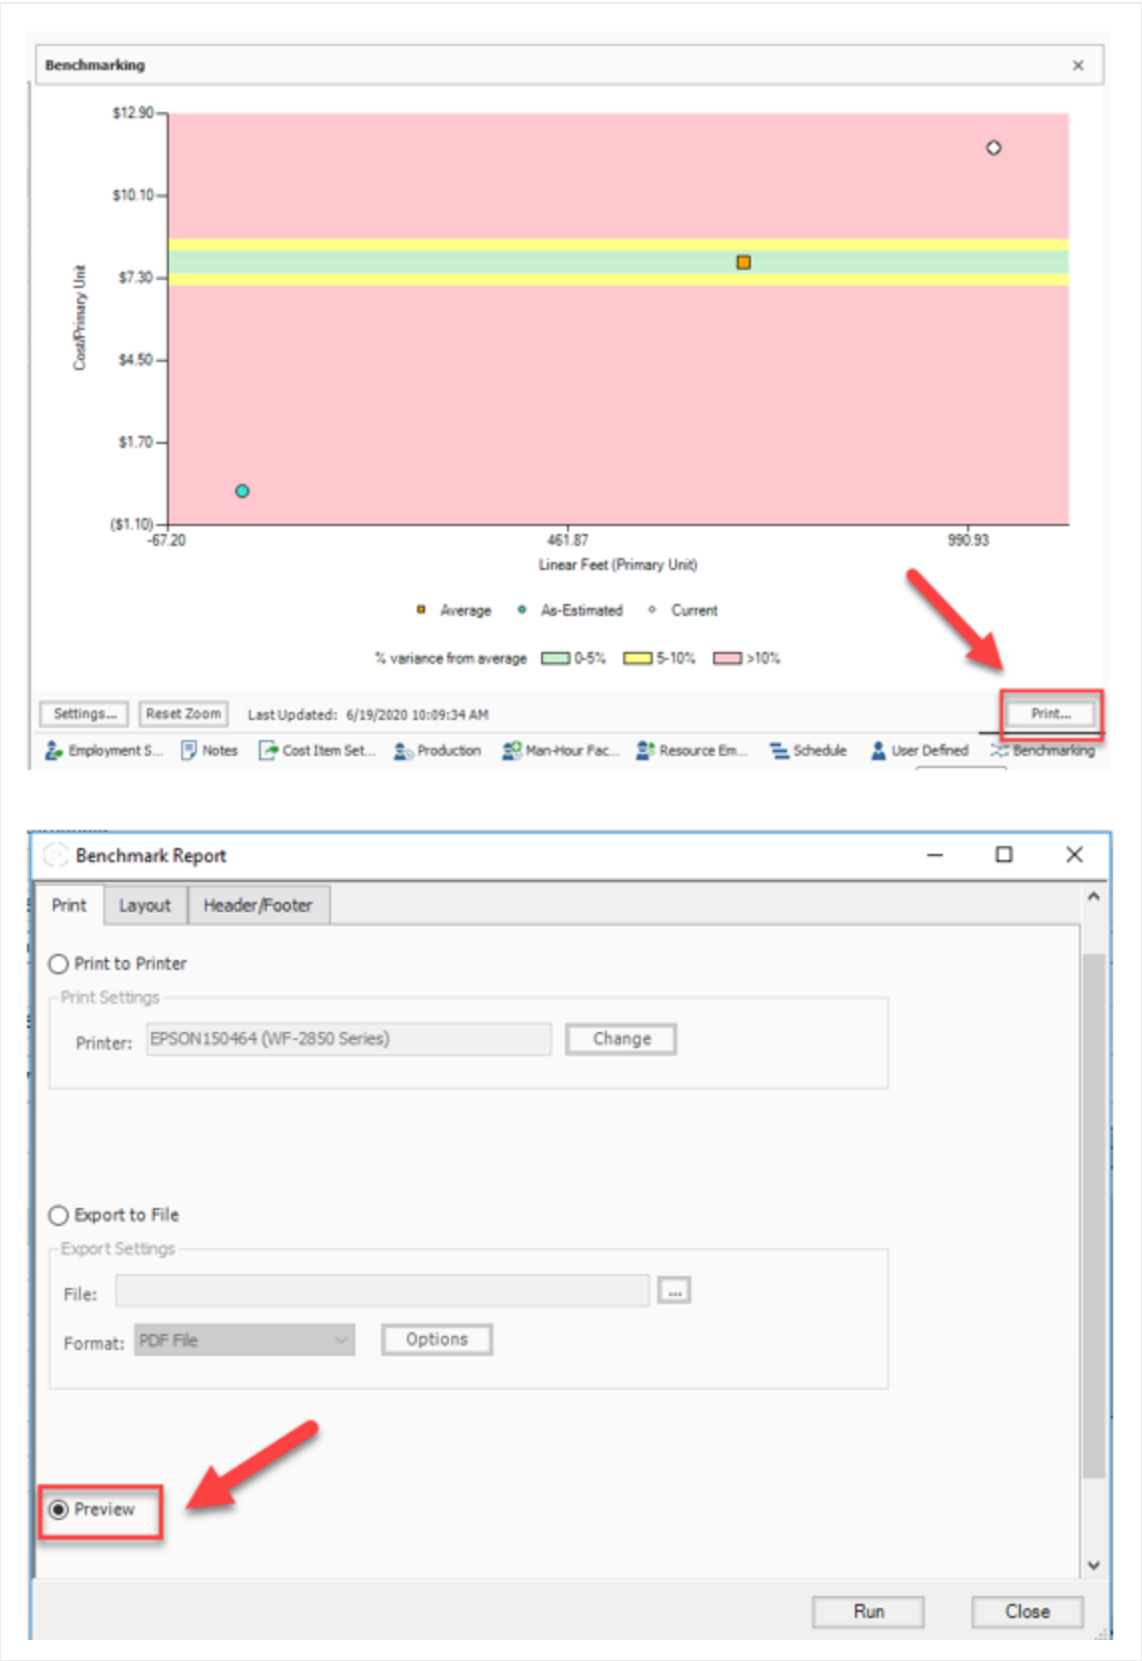 Benchmarking
$12.90
$10.10
$7.30
$4.50
$1.70
($1.10)
Cost/Primary Unit
-67.20 461.87 990.93
Linear Feet (Primary Unit)
Average As-Estimated Current
% variance from average 0-5% 5-10% >10%
Settings... Reset Zoom Last Updated: 6/19/2020 10:09:34 AM Print...
Employment S... Notes Cost Item Set... Production Man-Hour Fac... Resource Em... Schedule User Defined Benchmarking
Benchmark Report
Print Layout Header/Footer
Print to Printer
Print Settings
Printer: EPSON150464 (WF-2850 Series) Change
Export to File
Export Settings
File: ...
Format: PDF File Options
Preview
Run Close